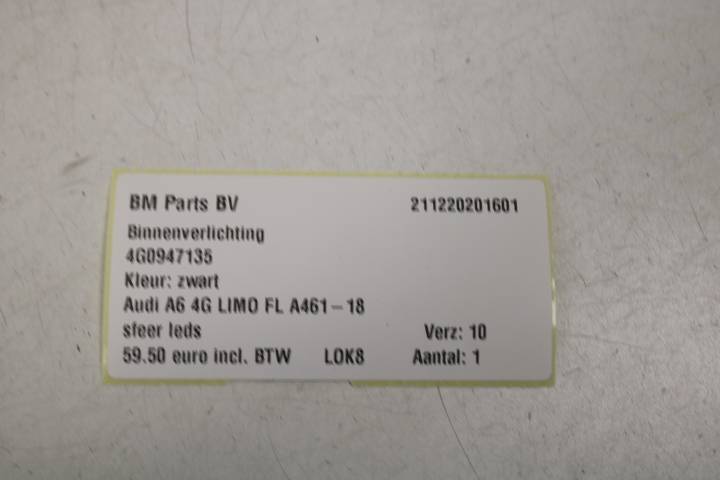 BM Parts BV 211220201601
Binnenverlichting
4G0947135
Kleur: zwart
Audi A6 4G LIMO FL A461-18
sfeer leds Verz: 10
59.50 euro incl. BTW LOK8 Aantal: 1